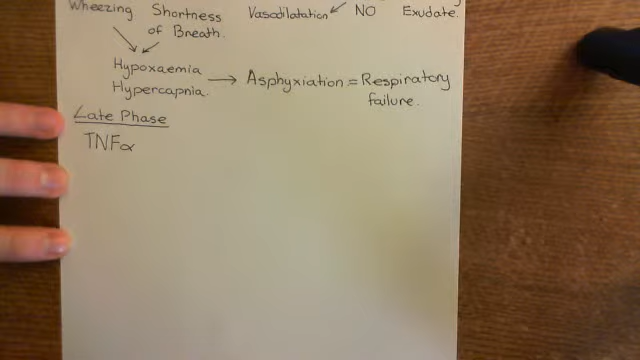 Wheezing Shortness of Breath.
Vasodilatation ↙ NO Exudate.
Hypoxaemia
Hypercapnia. → Asphyxiation = Respiratory failure.
Late Phase
TNFα